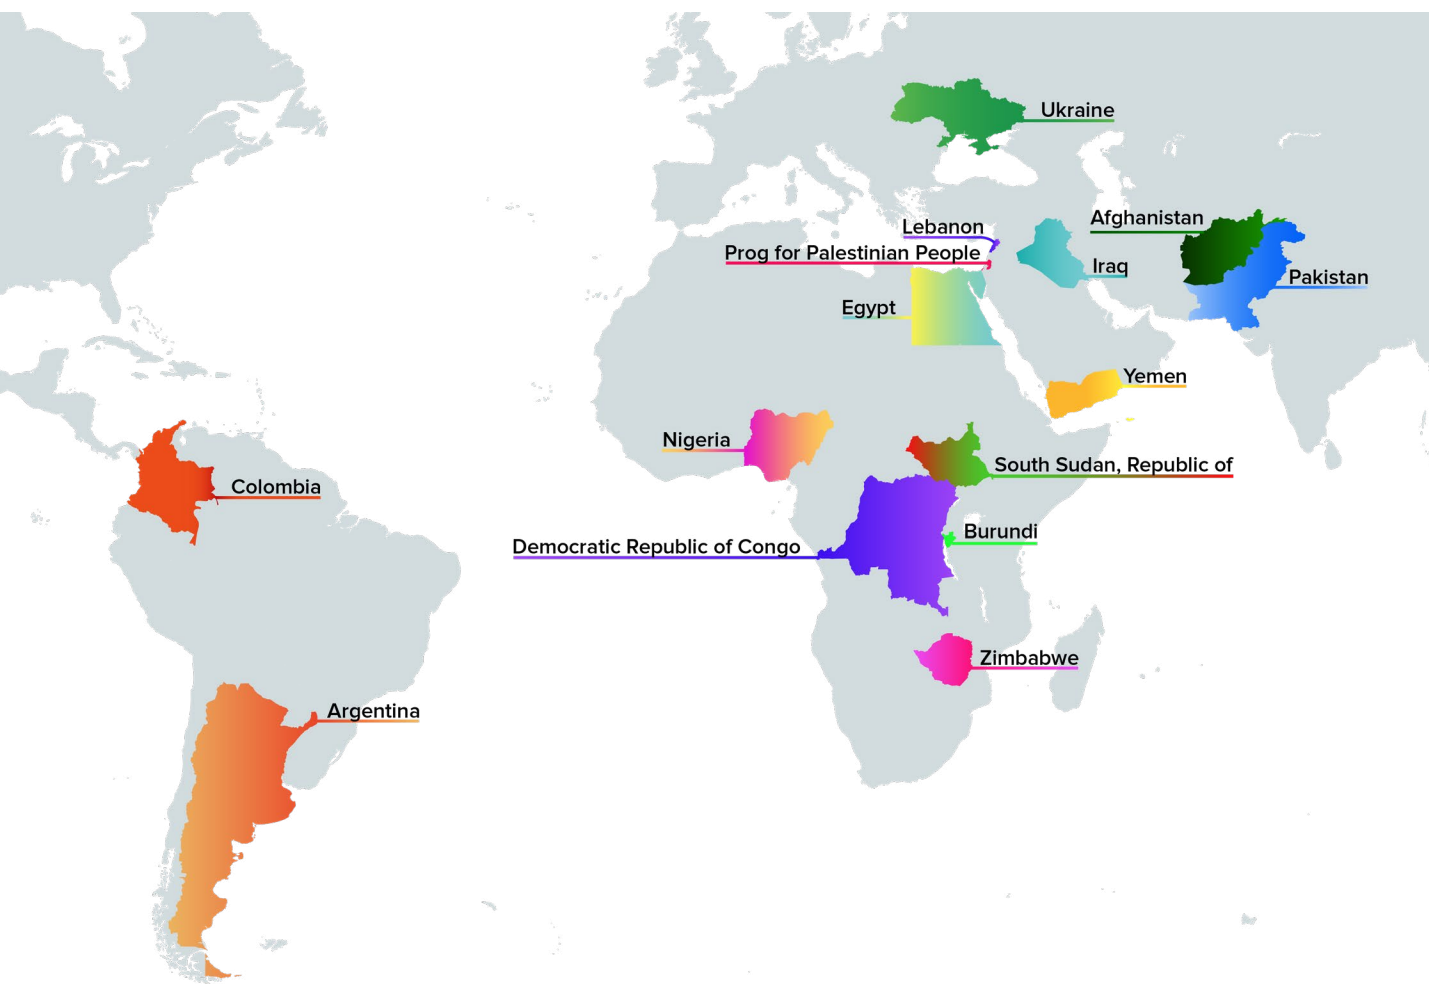 Ukraine
Afghanistan
Lebanon
Prog for Palestinian People
Iraq
Pakistan
Egypt
Yemen
Nigeria
South Sudan, Republic of
Colombia
Burundi
Democratic Republic of Congo
Zimbabwe
Argentina